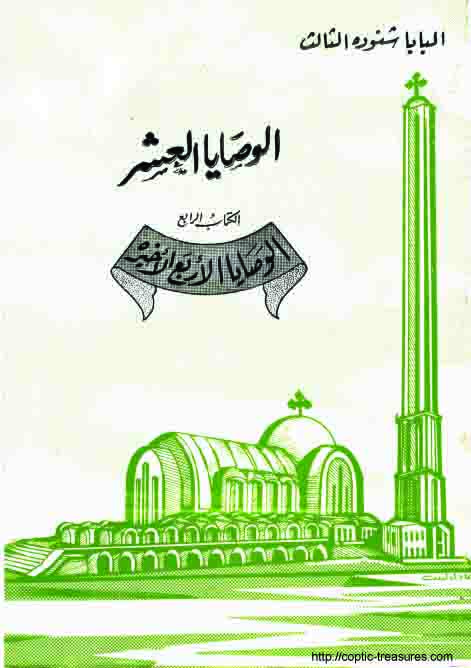 البابا شنوده الثالث
الوصايا العشر
الكتاب الرابع
الوصايا الأربع الأخيرة
http://coptic-treasures.com